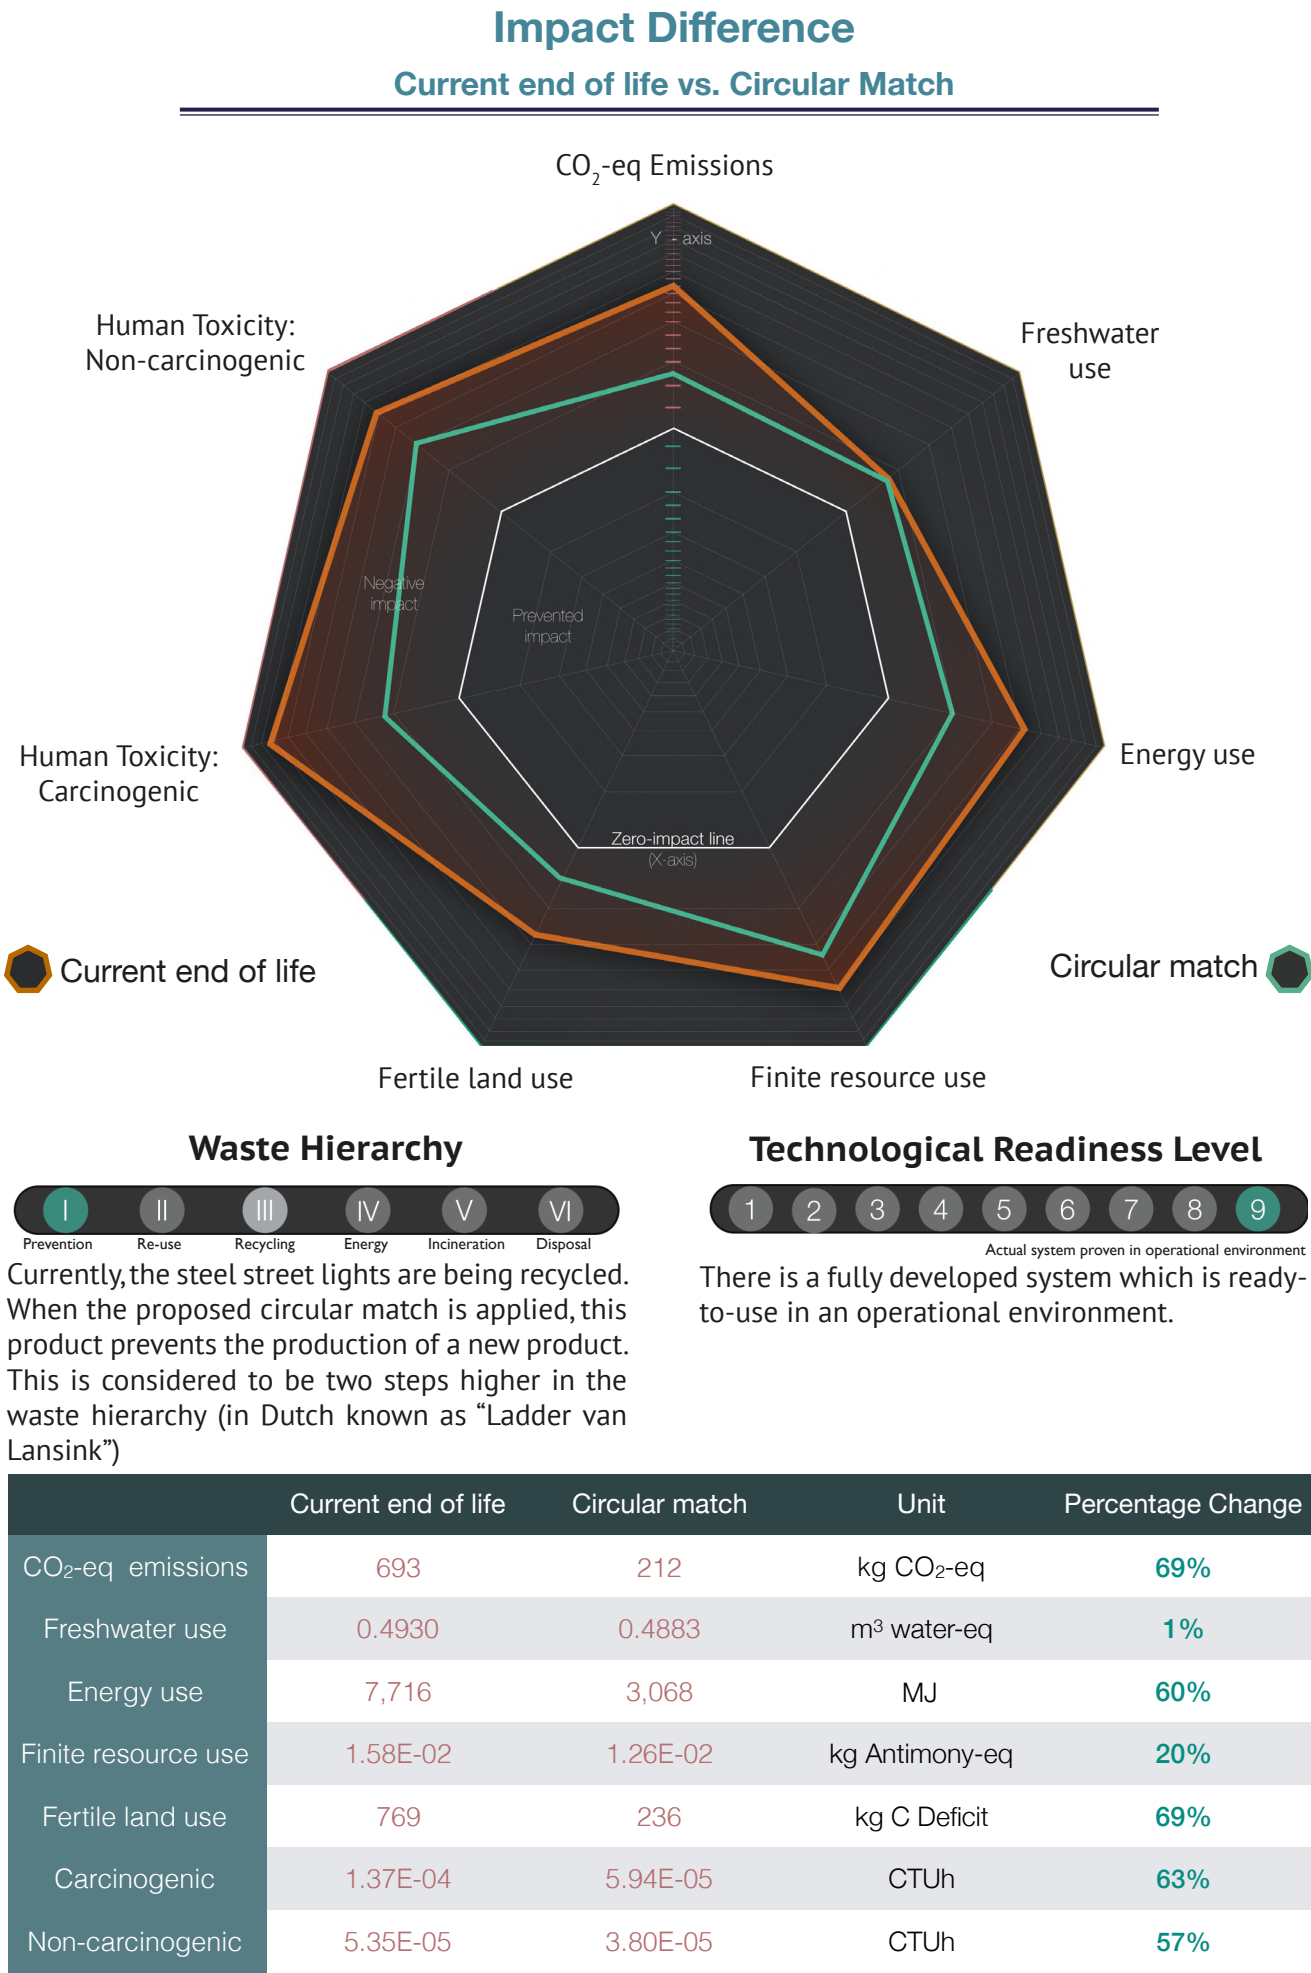 Impact Difference
Current end of life vs. Circular Match
CO₂-eq Emissions
Y - axis
Human Toxicity:
Non-carcinogenic
Freshwater
use
Negative
impact
Prevented
impact
Human Toxicity:
Carcinogenic
Energy use
Zero-impact line
(X-axis)
Current end of life
Circular match
Fertile land use
Finite resource use
Waste Hierarchy
I II III IV V VI
Prevention Re-use Recycling Energy Incineration Disposal
Currently, the steel street lights are being recycled.
When the proposed circular match is applied, this
product prevents the production of a new product.
This is considered to be two steps higher in the
waste hierarchy (in Dutch known as “Ladder van
Lansink”)
Technological Readiness Level
1 2 3 4 5 6 7 8 9
Actual system proven in operational environment
There is a fully developed system which is ready-
to-use in an operational environment.
Current end of life Circular match Unit Percentage Change
CO₂-eq emissions 693 212 kg CO₂-eq 69%
Freshwater use 0.4930 0.4883 m³ water-eq 1%
Energy use 7,716 3,068 MJ 60%
Finite resource use 1.58E-02 1.26E-02 kg Antimony-eq 20%
Fertile land use 769 236 kg C Deficit 69%
Carcinogenic 1.37E-04 5.94E-05 CTUh 63%
Non-carcinogenic 5.35E-05 3.80E-05 CTUh 57%